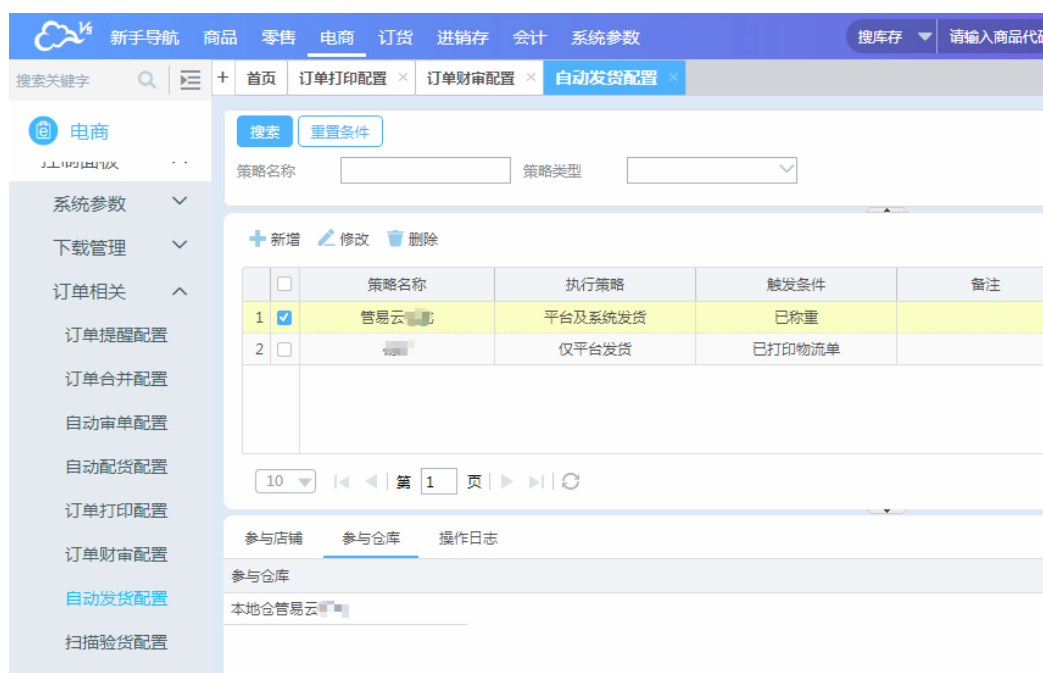 V5 新手导航 商品 零售 电商 订货 进销存 会计 系统参数 搜库存 请输入商品代码
搜索关键字 + 首页 订单打印配置 × 订单财审配置 × 自动发货配置 ×
电商
搜索 重置条件
控制面板
策略名称 策略类型
系统参数
下载管理
新增 修改 删除
订单相关
策略名称 执行策略 触发条件 备注
1 管易云 平台及系统发货 已称重
订单提醒配置
2 仅平台发货 已打印物流单
订单合并配置
自动审单配置
自动配货配置
10 第 1 页
订单打印配置
参与店铺 参与仓库 操作日志
订单财审配置
参与仓库
自动发货配置
本地仓管易云
扫描验货配置